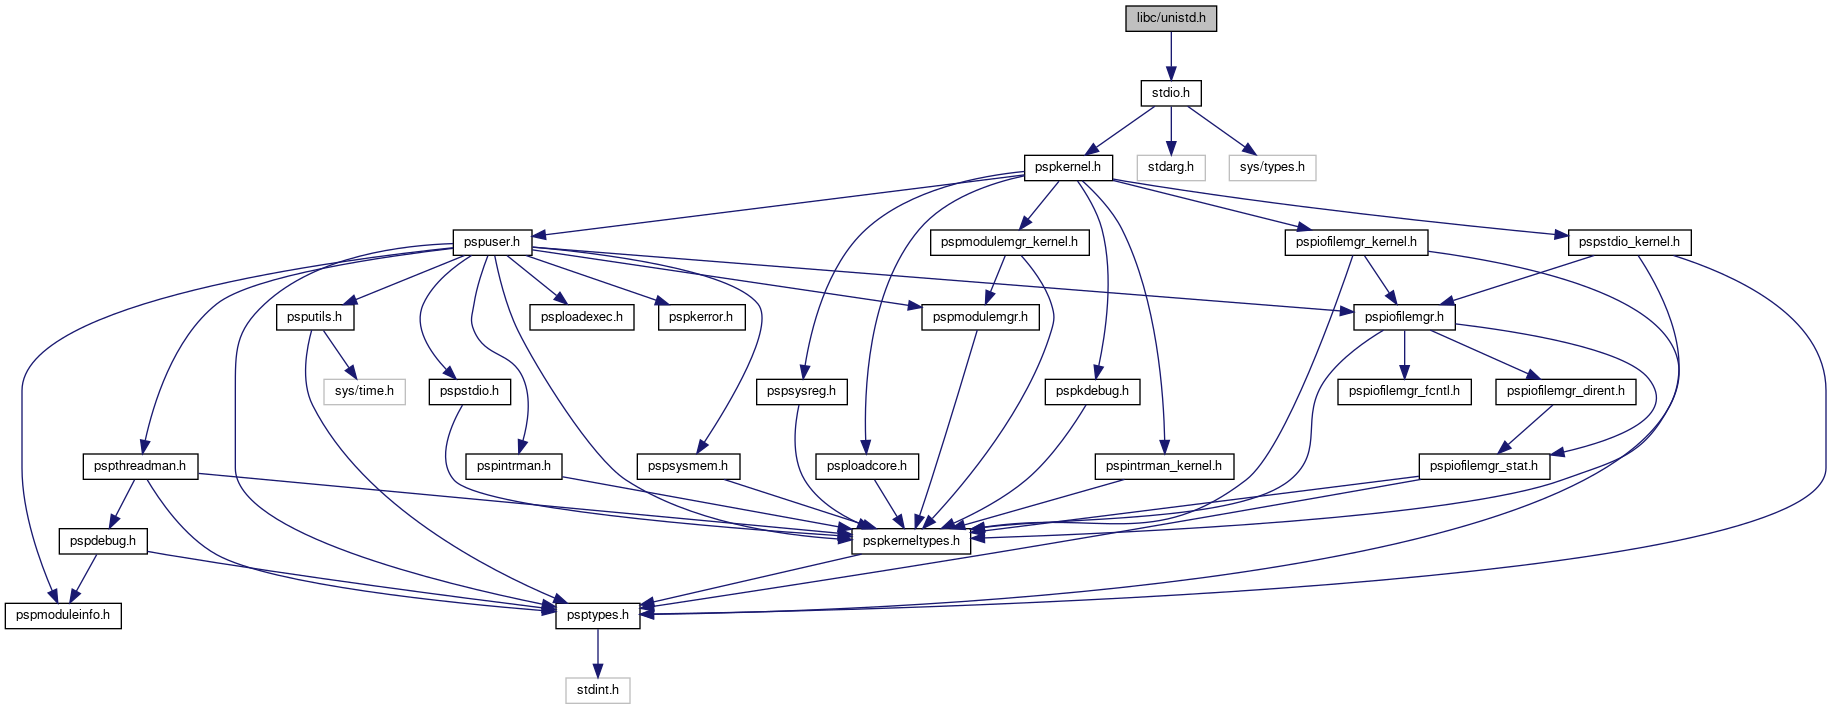 libc/unistd.h
stdio.h
pspkernel.h
stdarg.h
sys/types.h
pspuser.h
pspmodulemgr_kernel.h
pspiofilemgr_kernel.h
pspstdio_kernel.h
psputils.h
psploadexec.h
pspkerror.h
pspmodulemgr.h
pspiofilemgr.h
sys/time.h
pspstdio.h
pspsysreg.h
pspkdebug.h
pspiofilemgr_fcntl.h
pspiofilemgr_dirent.h
pspthreadman.h
pspintrman.h
pspsysmem.h
psploadcore.h
pspintrman_kernel.h
pspiofilemgr_stat.h
pspdebug.h
pspkerneltypes.h
pspmoduleinfo.h
psptypes.h
stdint.h